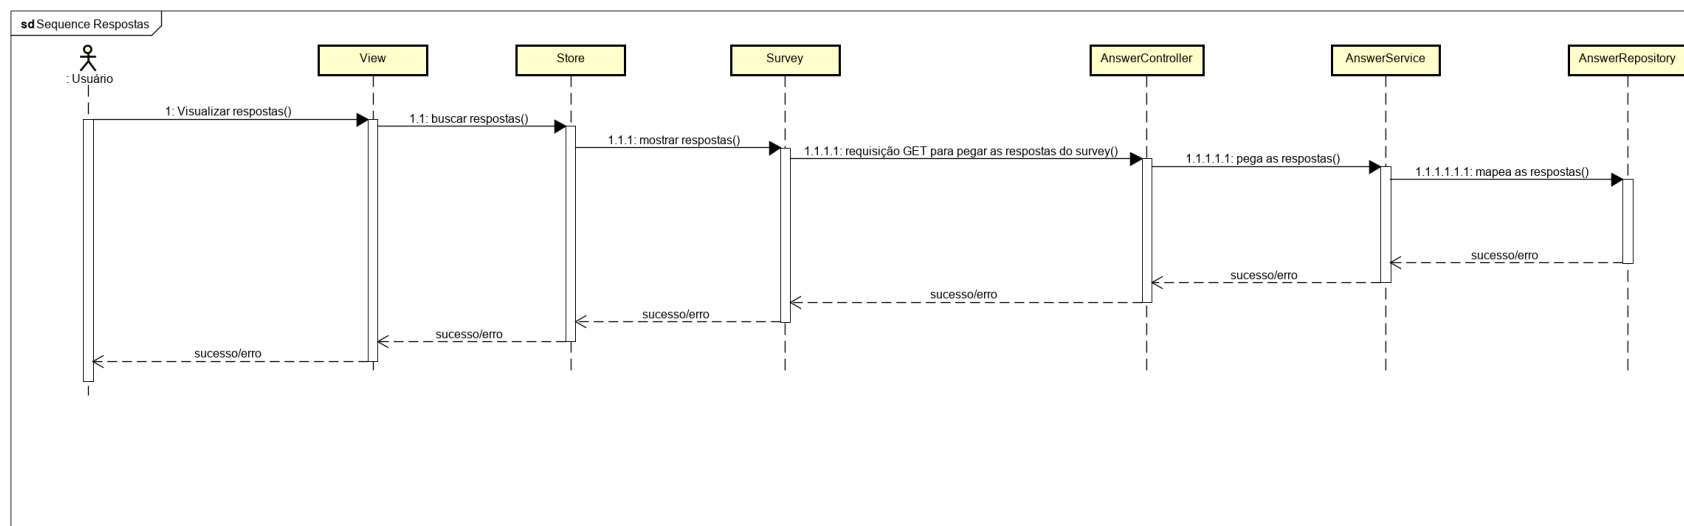 sd Sequence Respostas
: Usuário
View
Store
Survey
AnswerController
AnswerService
AnswerRepository
1: Visualizar respostas()
1.1: buscar respostas()
1.1.1: mostrar respostas()
1.1.1.1: requisição GET para pegar as respostas do survey()
1.1.1.1.1: pega as respostas()
1.1.1.1.1.1: mapea as respostas()
sucesso/erro
sucesso/erro
sucesso/erro
sucesso/erro
sucesso/erro
sucesso/erro